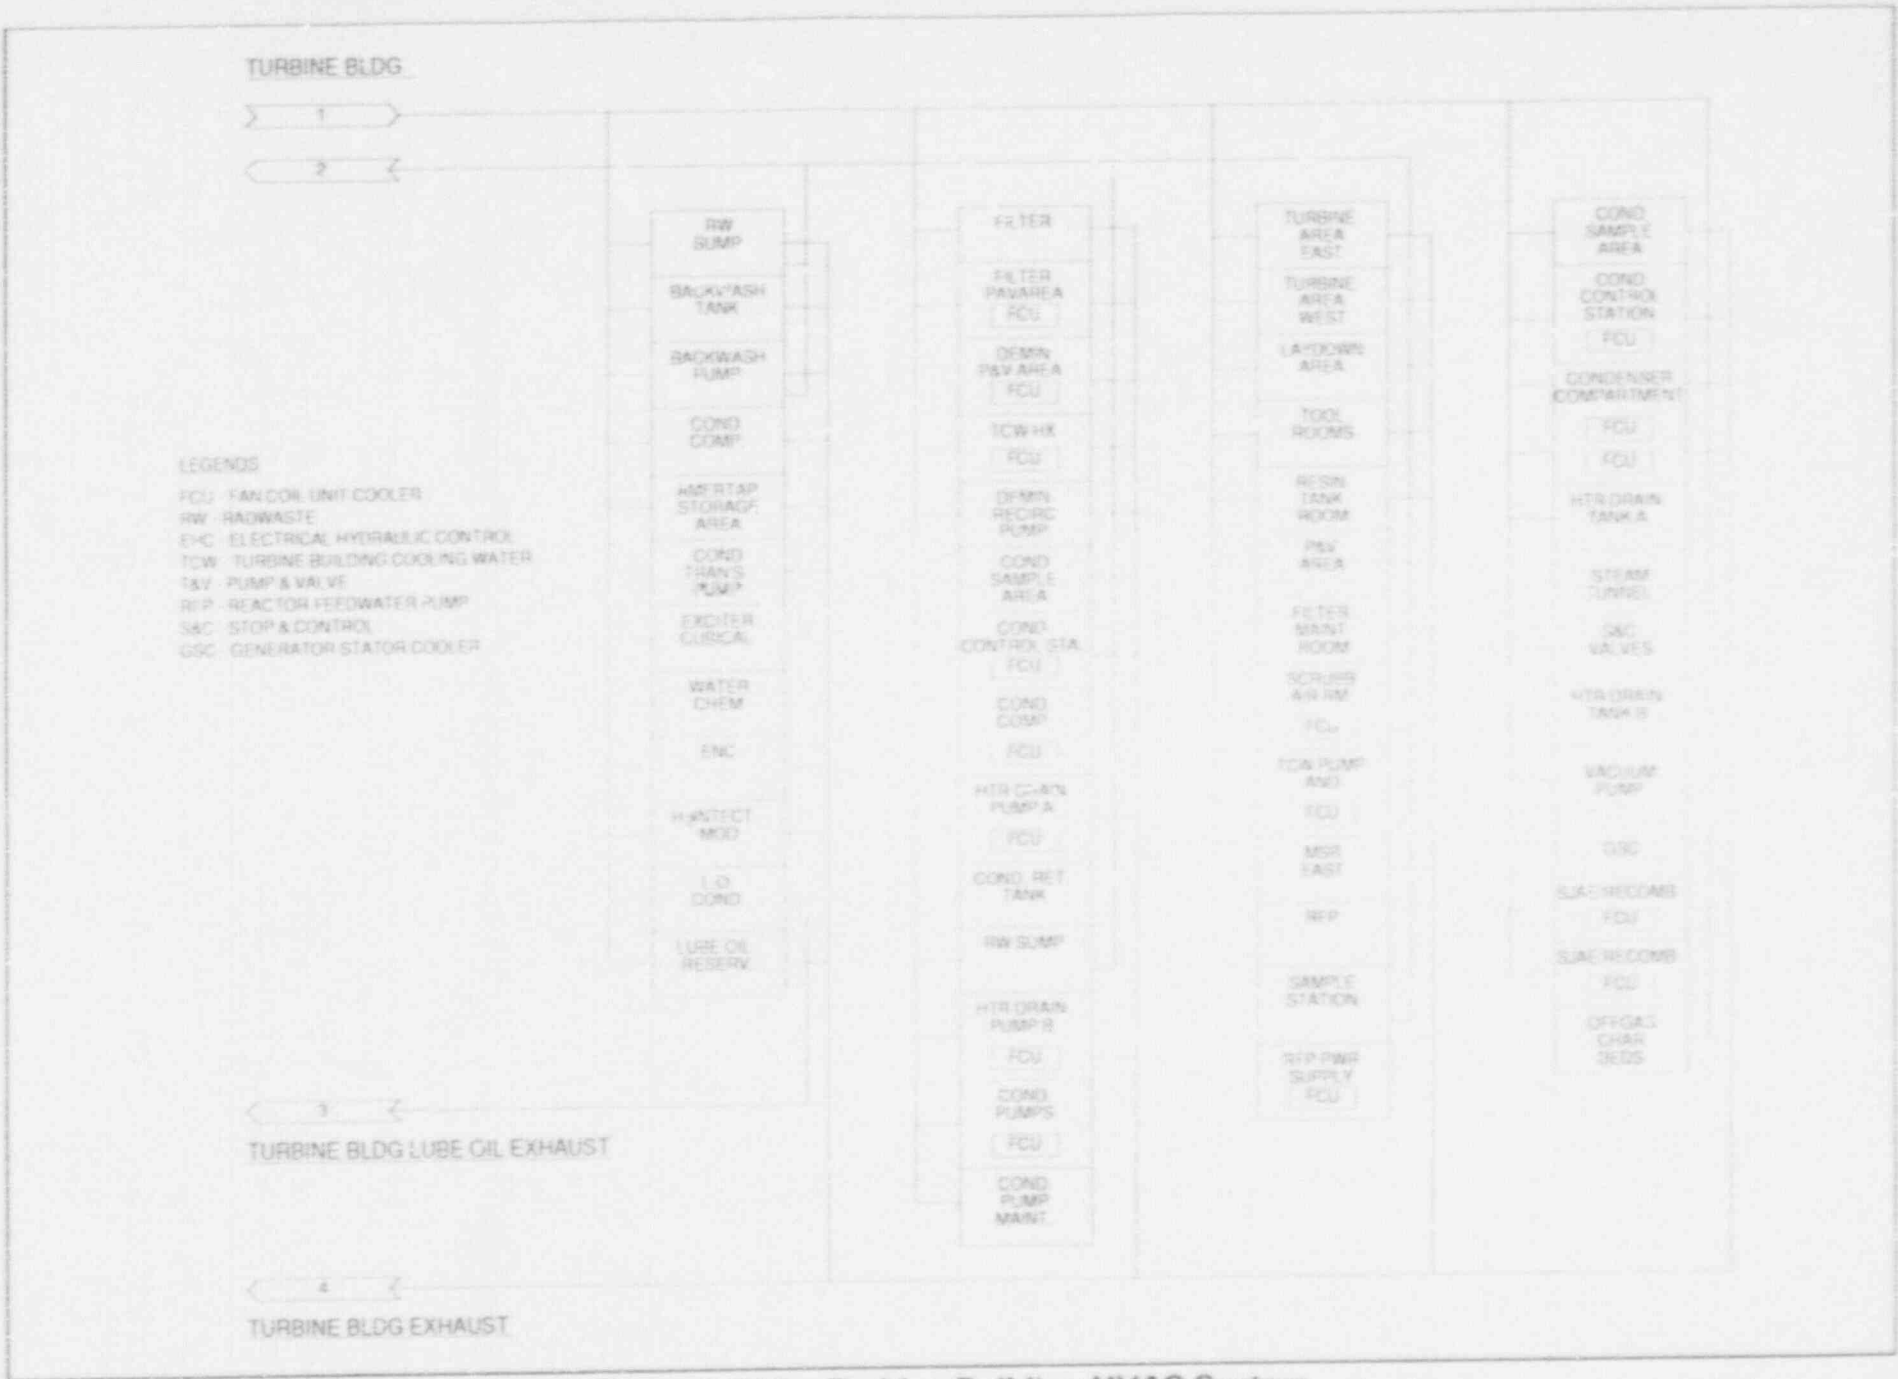 TURBINE BLDG
1
2
LEGENDS
FCU - FAN COIL UNIT COOLER
RW - RADWASTE
EHC - ELECTRICAL HYDRAULIC CONTROL
TCW - TURBINE BUILDING COOLING WATER
PUMP & VALVE
RFP - REACTOR FEEDWATER PUMP
S&C - STOP & CONTROL
GSC - GENERATOR STATOR COOLER
3
TURBINE BLDG LUBE OIL EXHAUST
4
TURBINE BLDG EXHAUST
RW
SUMP
BACKWASH
TANK
BACKWASH
PUMP
COND
COMP
STORAGE
AREA
COND
PUMP
EXCITER
WATER
CHEM
MOD
L.O.
COND
LUBE OIL
RESERV.
FILTER
FILTER
FCU
DEMIN
P&V AREA
FCU
TCW HX
FCU
DEMIN
RECIRC
PUMP
COND
SAMPLE
AREA
COND
CONTROL STA.
FCU
COND
COMP
FCU
HTR DRAIN
PUMP A
FCU
COND. RET.
TANK
RW SUMP
HTR DRAIN
PUMP B
FCU
COND.
PUMPS
FCU
COND
PUMP
MAINT.
TURBINE
AREA
EAST
TURBINE
AREA
WEST
LAYDOWN
AREA
TOOL
ROOMS
RESIN
TANK
ROOM
P&V
AREA
FILTER
MAINT
ROOM
FCU
TCW PUMP
AND
FCU
MSR
EAST
RFP
SAMPLE
STATION
RFP PWR
SUPPLY
FCU
COND
SAMPLE
AREA
COND
CONTROL
STATION
FCU
CONDENSER
COMPARTMENT
FCU
FCU
HTR DRAIN
TANK A
STEAM
TUNNEL
S&C
VALVES
HTR DRAIN
TANK B
VACUUM
PUMP
GSC
SJAE/RECOMB
FCU
SJAE/RECOMB
FCU
OFFGAS
CHAR
BEDS